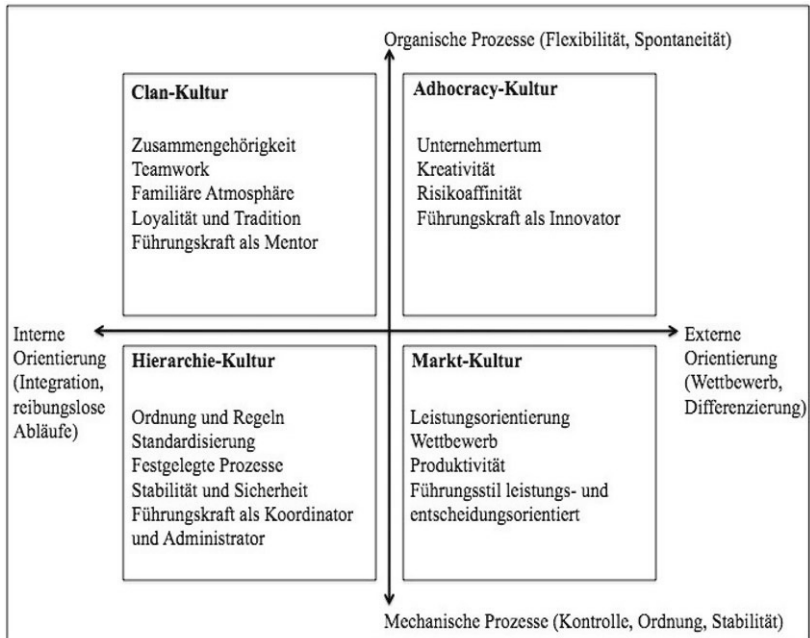 Organische Prozesse (Flexibilität, Spontaneität)
Clan-Kultur
Zusammengehörigkeit
Teamwork
Familiäre Atmosphäre
Loyalität und Tradition
Führungskraft als Mentor
Adhocracy-Kultur
Unternehmertum
Kreativität
Risikoaffinität
Führungskraft als Innovator
Interne
Orientierung
(Integration,
reibungslose
Abläufe)
Externe
Orientierung
(Wettbewerb,
Differenzierung)
Hierarchie-Kultur
Ordnung und Regeln
Standardisierung
Festgelegte Prozesse
Stabilität und Sicherheit
Führungskraft als Koordinator
und Administrator
Markt-Kultur
Leistungsorientierung
Wettbewerb
Produktivität
Führungsstil leistungs- und
entscheidungsorientiert
Mechanische Prozesse (Kontrolle, Ordnung, Stabilität)